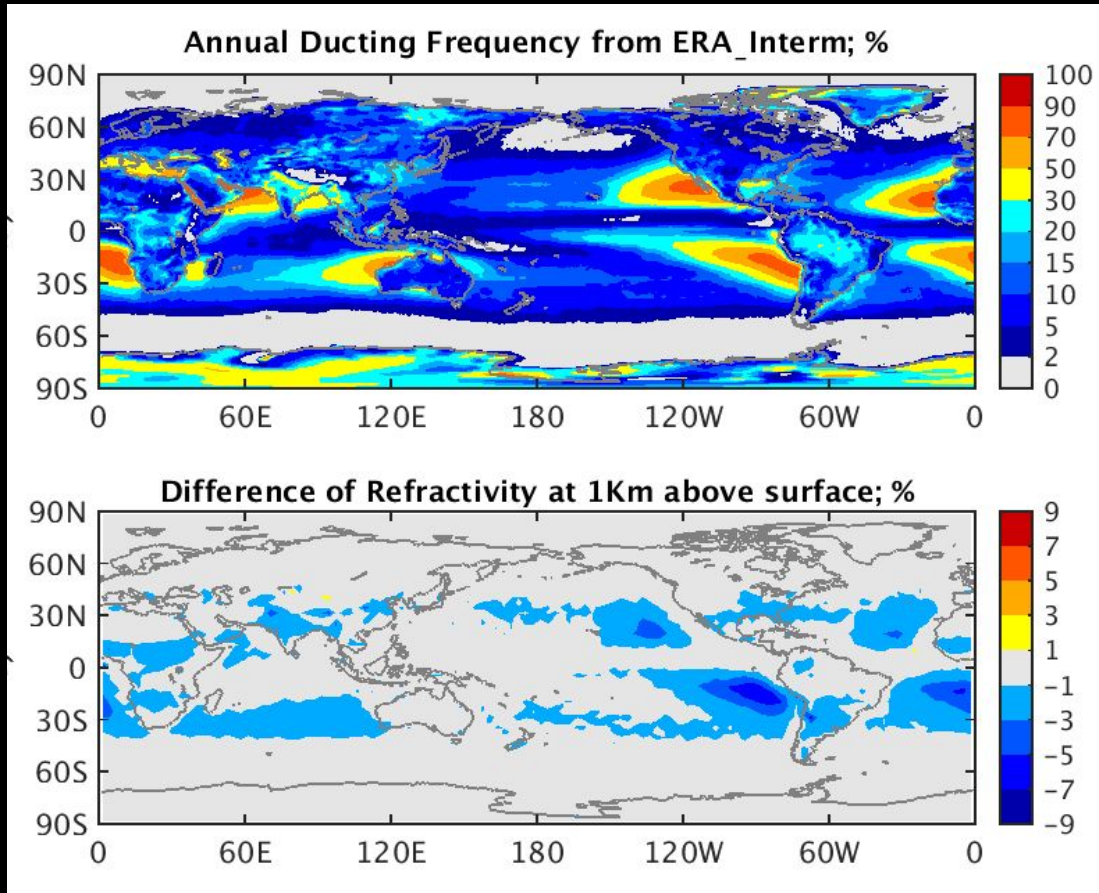 Annual Ducting Frequency from ERA_Interm; %
90N
60N
30N
0
30S
60S
90S
0 60E 120E 180 120W 60W 0
100
90
70
50
30
20
15
10
5
2
0
Difference of Refractivity at 1Km above surface; %
90N
60N
30N
0
30S
60S
90S
0 60E 120E 180 120W 60W 0
9
7
5
3
1
−1
−3
−5
−7
−9